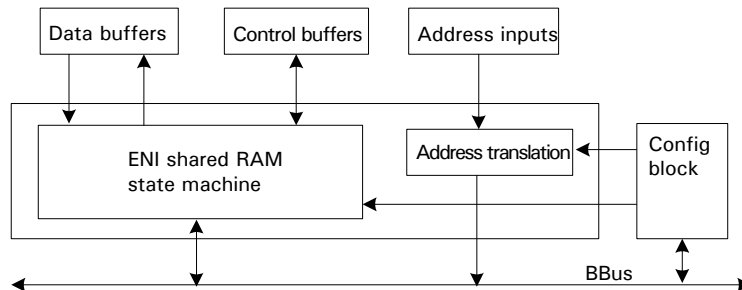 Data buffers
Control buffers
Address inputs
ENI shared RAM
state machine
Address translation
Config
block
BBus